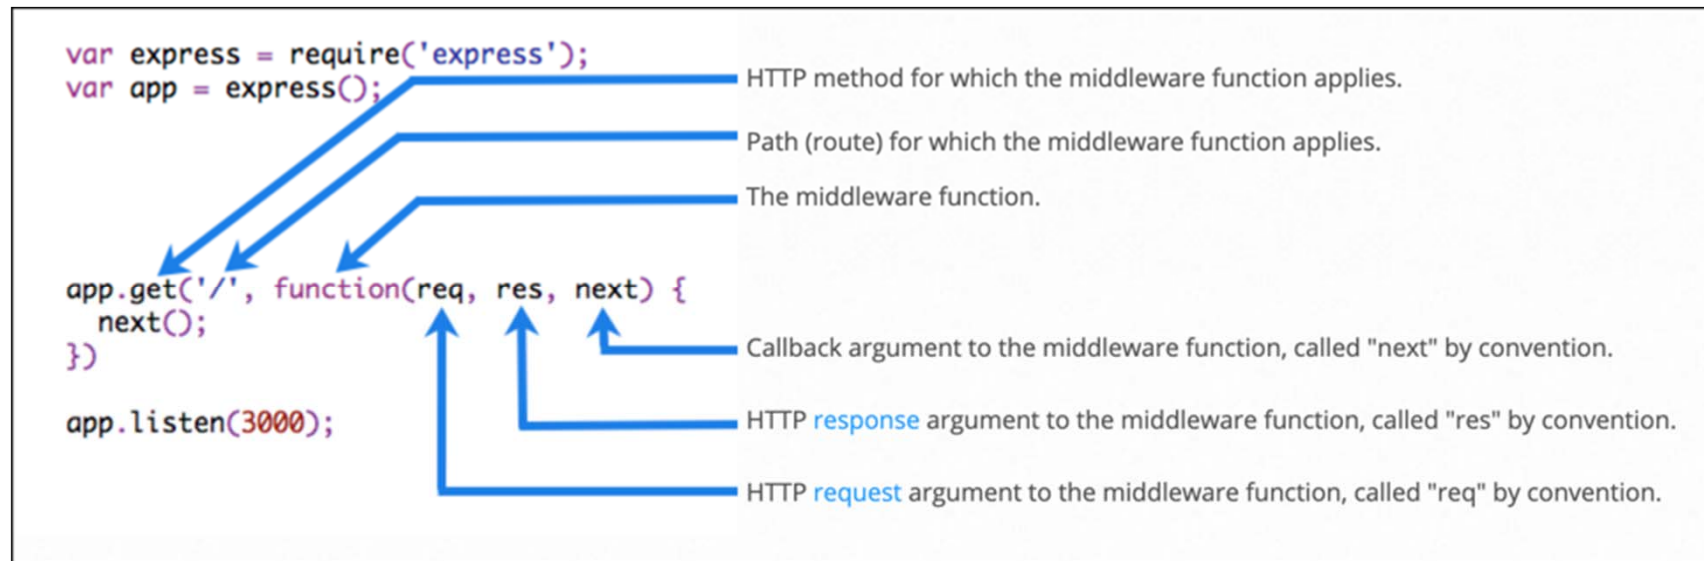 var express = require('express');
var app = express();
HTTP method for which the middleware function applies.
Path (route) for which the middleware function applies.
The middleware function.
app.get('/', function(req, res, next) {
next();
})
Callback argument to the middleware function, called "next" by convention.
app.listen(3000);
HTTP response argument to the middleware function, called "res" by convention.
HTTP request argument to the middleware function, called "req" by convention.